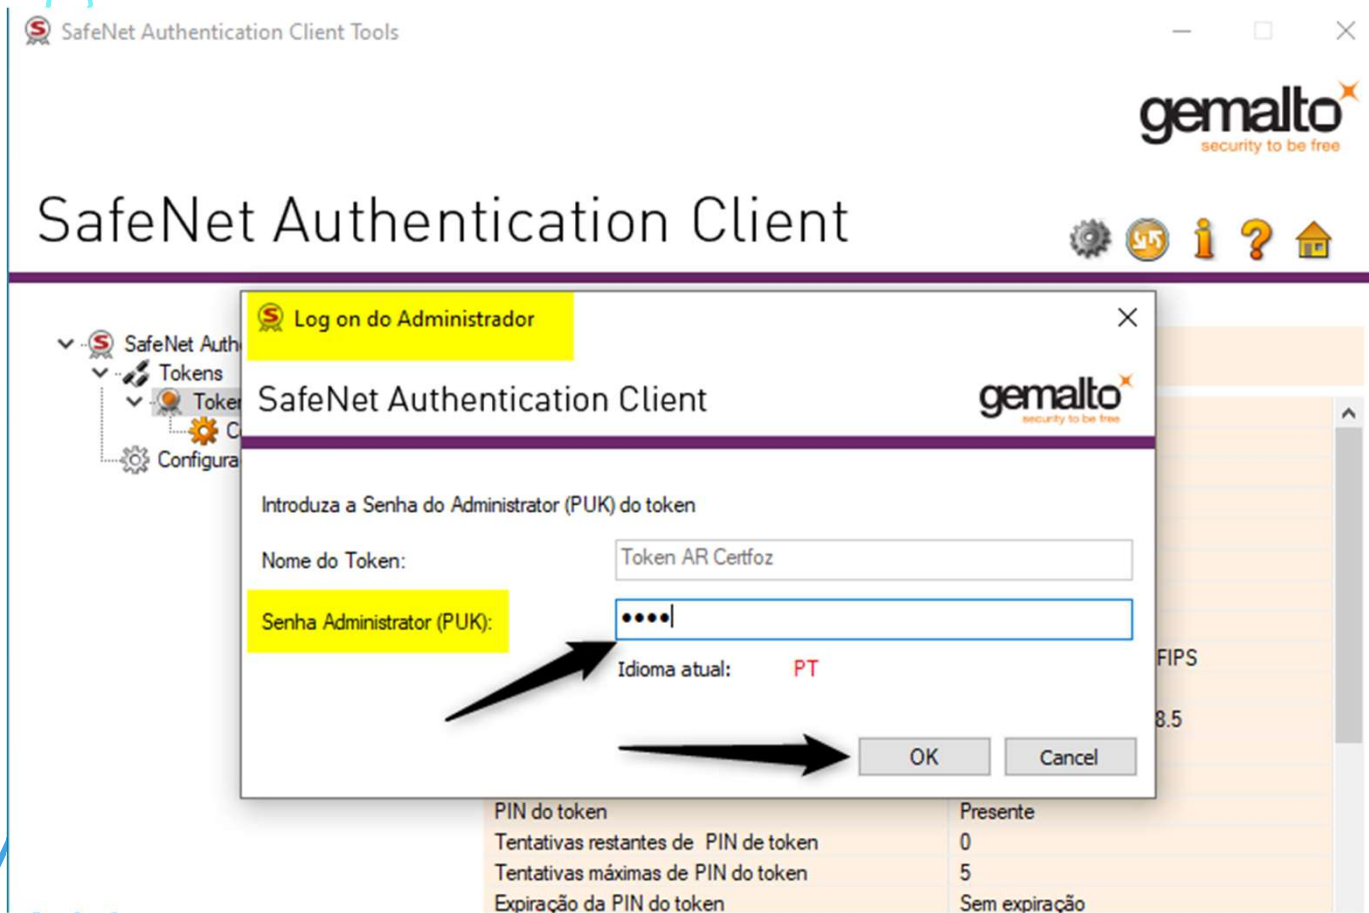 SafeNet Authentication Client Tools
gemalto
security to be free
SafeNet Authentication Client
Log on do Administrador
SafeNet Auth
Tokens
Token
SafeNet Authentication Client
gemalto
security to be free
C
Configura
Introduza a Senha do Administrator (PUK) do token
Nome do Token:
Token AR Certfoz
Senha Administrator (PUK):
Idioma atual:
PT
FIPS
8.5
OK
Cancel
PIN do token
Presente
Tentativas restantes de PIN de token
0
Tentativas máximas de PIN do token
5
Expiração da PIN do token
Sem expiração